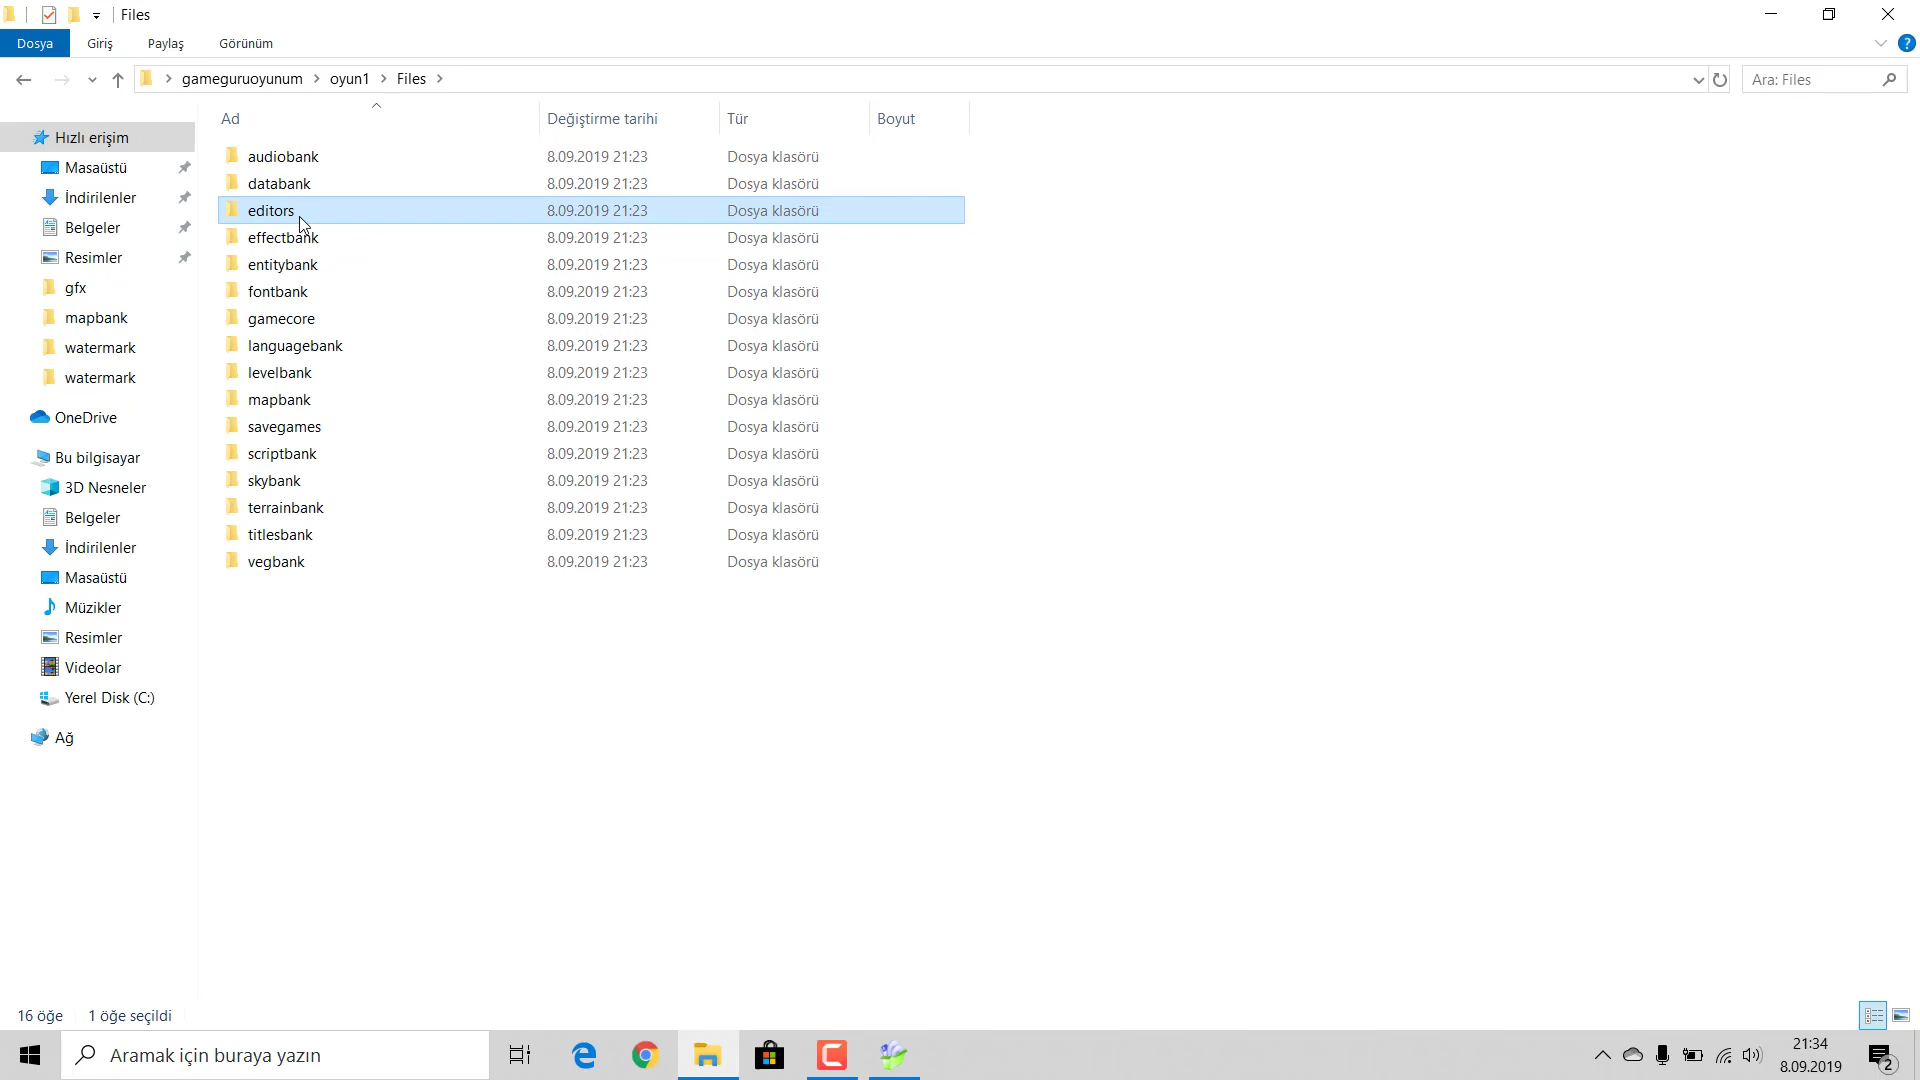 Files
Dosya Giriş Paylaş Görünüm
gameguruoyunum oyun1 Files Ara: Files
Ad Değiştirme tarihi Tür Boyut
Hızlı erişim
Masaüstü
İndirilenler
Belgeler
Resimler
gfx
mapbank
watermark
watermark
OneDrive
Bu bilgisayar
3D Nesneler
Belgeler
İndirilenler
Masaüstü
Müzikler
Resimler
Videolar
Yerel Disk (C:)
Ağ
audiobank 8.09.2019 21:23 Dosya klasörü
databank 8.09.2019 21:23 Dosya klasörü
editors 8.09.2019 21:23 Dosya klasörü
effectbank 8.09.2019 21:23 Dosya klasörü
entitybank 8.09.2019 21:23 Dosya klasörü
fontbank 8.09.2019 21:23 Dosya klasörü
gamecore 8.09.2019 21:23 Dosya klasörü
languagebank 8.09.2019 21:23 Dosya klasörü
levelbank 8.09.2019 21:23 Dosya klasörü
mapbank 8.09.2019 21:23 Dosya klasörü
savegames 8.09.2019 21:23 Dosya klasörü
scriptbank 8.09.2019 21:23 Dosya klasörü
skybank 8.09.2019 21:23 Dosya klasörü
terrainbank 8.09.2019 21:23 Dosya klasörü
titlesbank 8.09.2019 21:23 Dosya klasörü
vegbank 8.09.2019 21:23 Dosya klasörü
16 öğe 1 öğe seçildi
Aramak için buraya yazın
21:34
8.09.2019
2